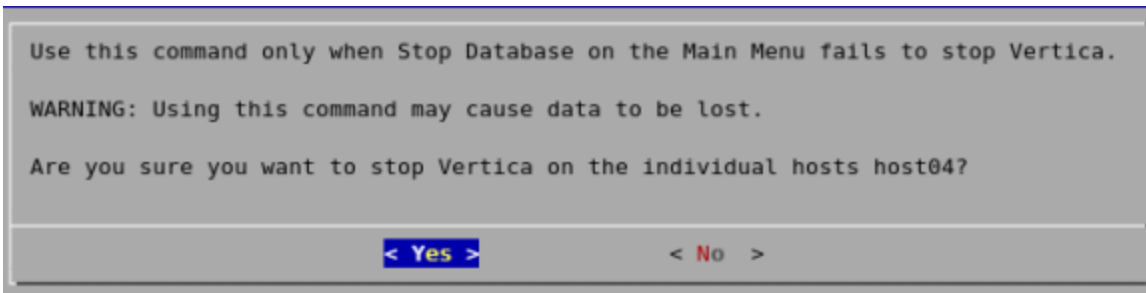 Use this command only when Stop Database on the Main Menu fails to stop Vertica.
WARNING: Using this command may cause data to be lost.
Are you sure you want to stop Vertica on the individual hosts host04?
< Yes > < No >